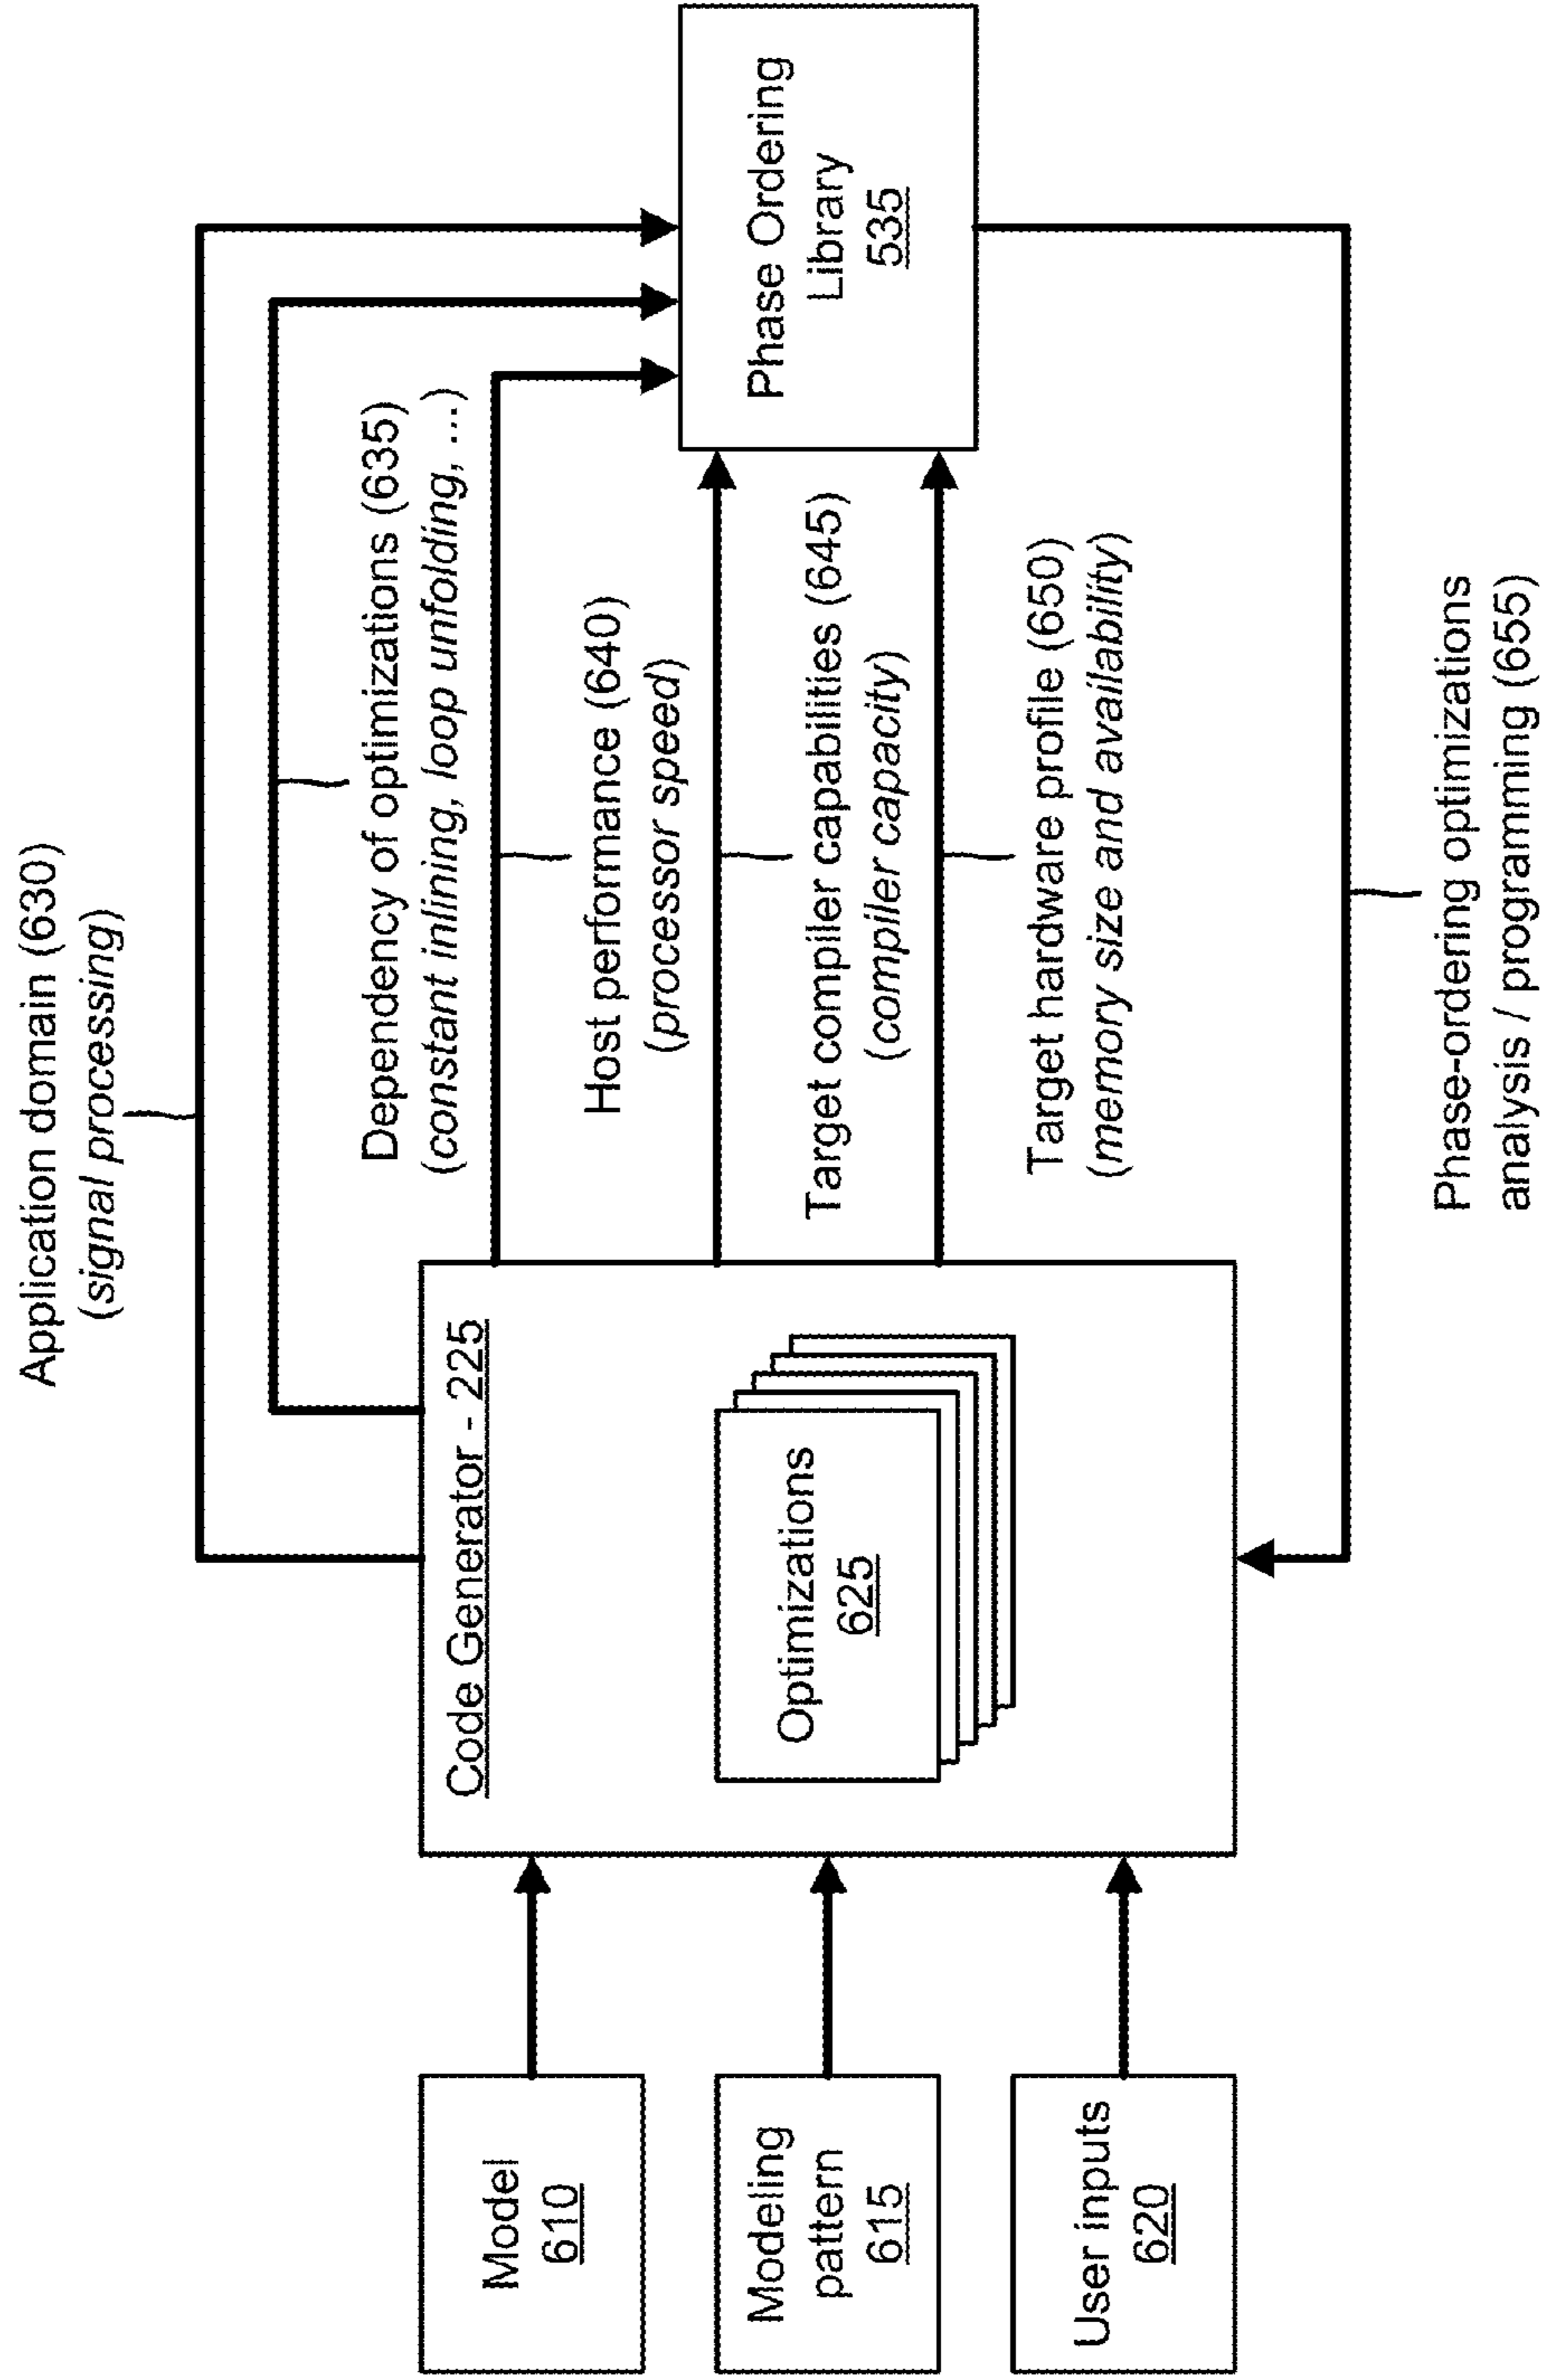 Application domain (630)
(signal processing)
Dependency of optimizations (635)
(constant inlining, loop unfolding, ...)
Host performance (640)
(processor speed)
Target compiler capabilities (645)
(compiler capacity)
Target hardware profile (650)
(memory size and availability)
Phase-ordering optimizations
analysis / programming (655)
Model
610
Modeling
pattern
615
User inputs
620
Code Generator - 225
Optimizations
625
Phase Ordering
Library
535